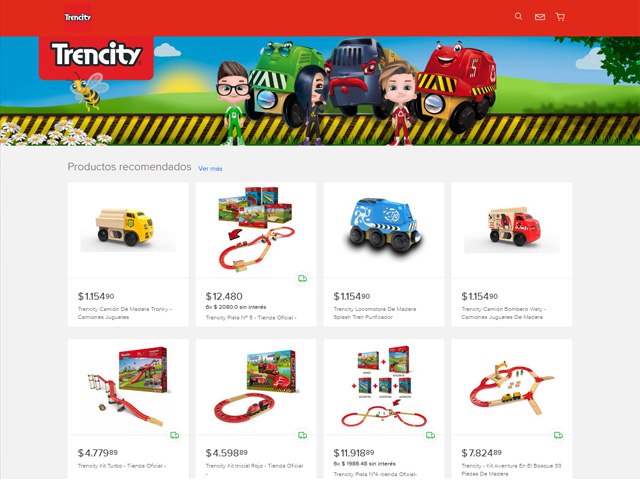 Trencity
Trencity
Productos recomendados Ver más
$ 1.154 90
Trencity Camión De Madera Tronky - Camiones Juguetes
$ 12.480
6x $ 2080.0 sin interés
Trencity Pista N° 5 - Tienda Oficial -
$ 1.154 90
Trencity Locomotora De Madera Splash Tren Purificador
$ 1.154 90
Trencity Camión Bombero Waty - Camiones Juguetes De Madera
$ 4.779 89
Trencity Kit Turbo - Tienda Oficial -
$ 4.598 89
Trencity Kit Inicial Rojo - Tienda Oficial
-
$ 11.918 89
6x $ 1986.48 sin interés
Trencity Pista N°4 -tienda Oficial-
$ 7.824 89
Trencity - Kit Aventura En El Bosque 33 Piezas De Madera